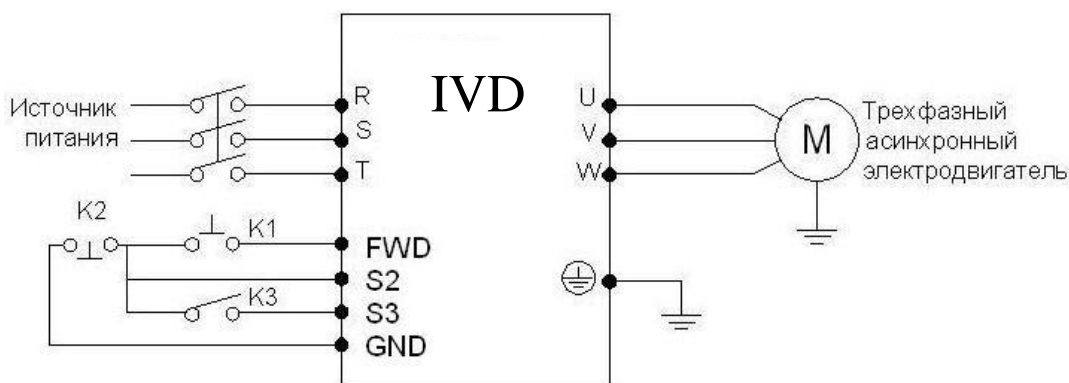 IVD
Источник
питания
R
S
T
U
V
W
M
Трехфазный
асинхронный
электродвигатель
K2
K1
FWD
S2
K3
S3
GND